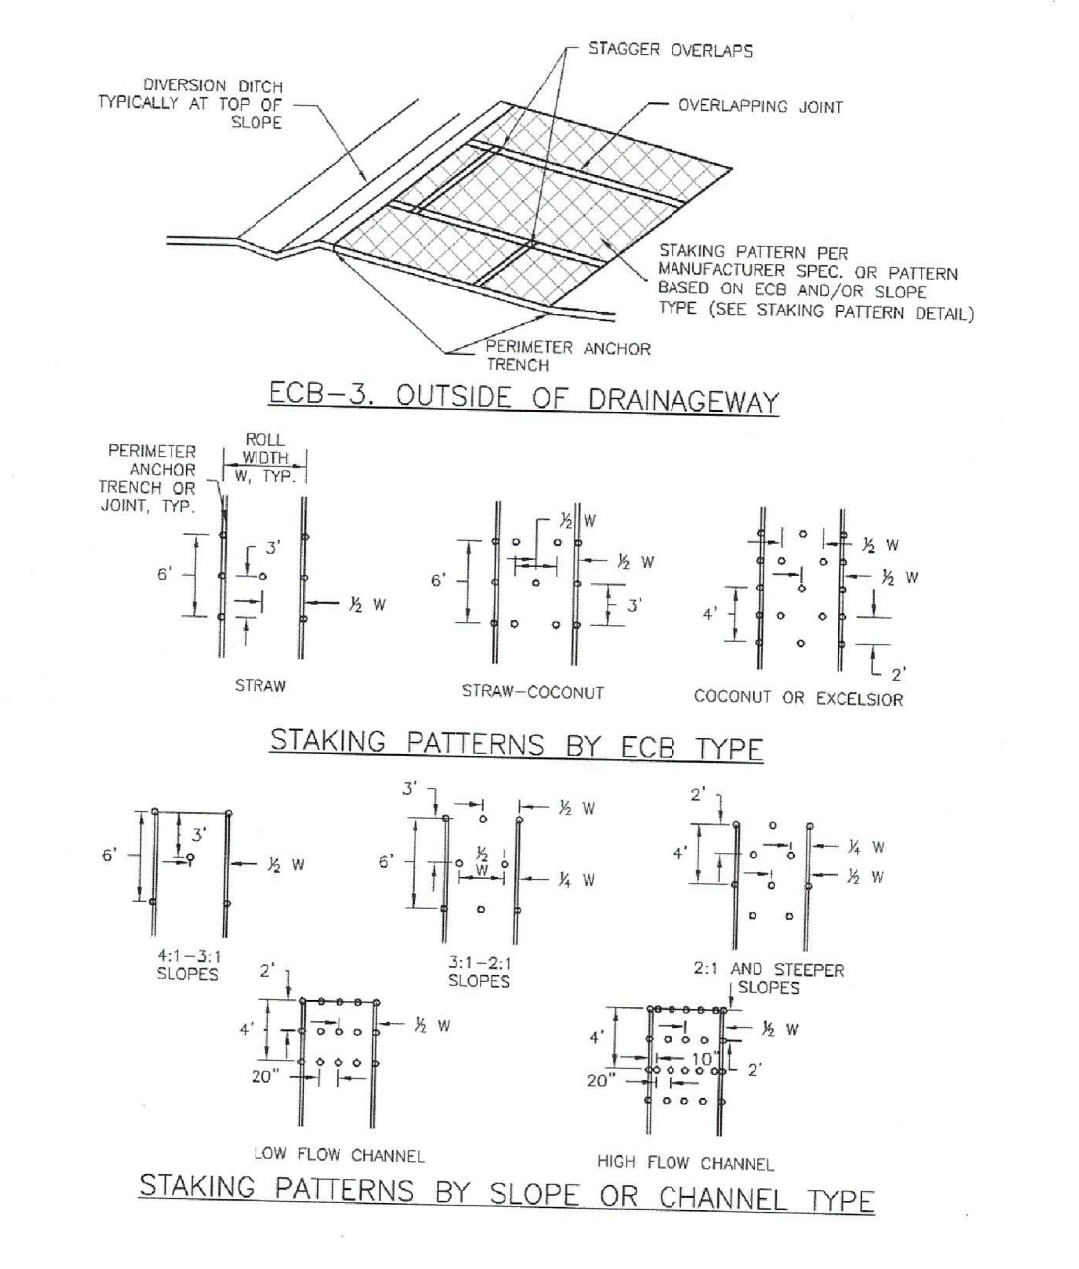 STAGGER OVERLAPS
DIVERSION DITCH
TYPICALLY AT TOP OF
SLOPE
OVERLAPPING JOINT
STAKING PATTERN PER
MANUFACTURER SPEC. OR PATTERN
BASED ON ECB AND/OR SLOPE
TYPE (SEE STAKING PATTERN DETAIL)
PERIMETER ANCHOR
TRENCH
ECB-3. OUTSIDE OF DRAINAGEWAY
PERIMETER
ANCHOR
TRENCH OR
JOINT, TYP.
ROLL
WIDTH
W, TYP.
3'
6'
½ W
STRAW
½ W
½ W
6'
3'
STRAW-COCONUT
½ W
½ W
4'
2'
COCONUT OR EXCELSIOR
STAKING PATTERNS BY ECB TYPE
3'
6'
½ W
4:1-3:1
SLOPES
3'
½ W
6'
½
W
¼ W
3:1-2:1
SLOPES
2'
4'
¼ W
½ W
2:1 AND STEEPER
SLOPES
2'
4'
½ W
20"
LOW FLOW CHANNEL
4'
½ W
10"
2'
20"
HIGH FLOW CHANNEL
STAKING PATTERNS BY SLOPE OR CHANNEL TYPE